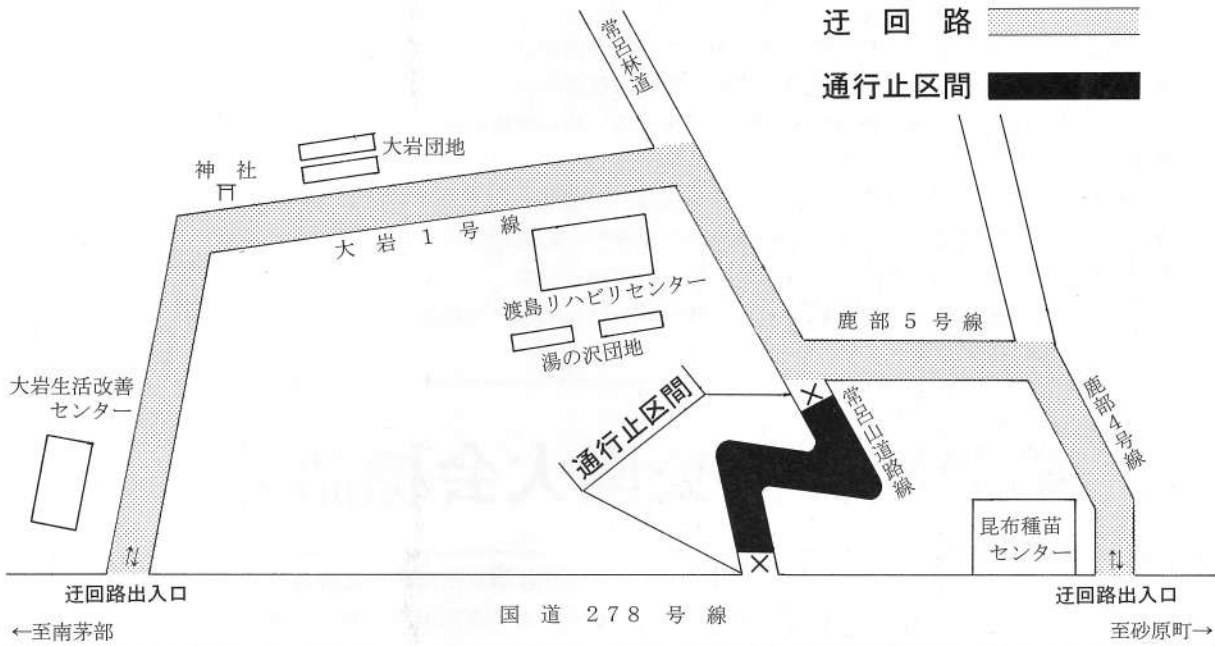 迂回路
通行止区間
常呂林道
大岩団地
神社
大岩1号線
渡島リハビリセンター
湯の沢団地
鹿部5号線
大岩生活改善
センター
通行止区間
常呂山道路線
鹿部4号線
昆布種苗
センター
迂回路出入口
迂回路出入口
国道278号線
←至南茅部
至砂原町→